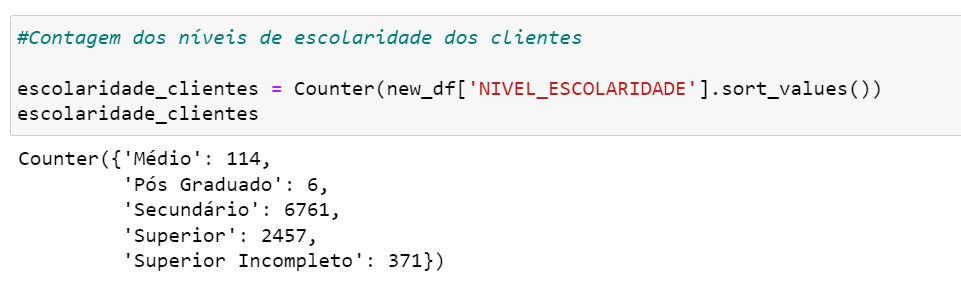 #Contagem dos níveis de escolaridade dos clientes
escolaridade_clientes = Counter(new_df['NIVEL_ESCOLARIDADE'].sort_values())
escolaridade_clientes
Counter({'Médio': 114,
'Pós Graduado': 6,
'Secundário': 6761,
'Superior': 2457,
'Superior Incompleto': 371})